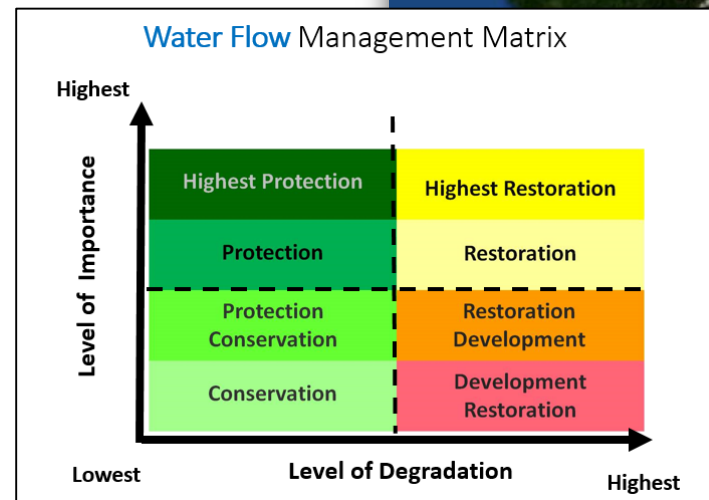 Water Flow Management Matrix
Highest
Level of Importance
Highest Protection
Highest Restoration
Protection
Restoration
Protection
Conservation
Restoration
Development
Conservation
Development
Restoration
Lowest
Level of Degradation
Highest